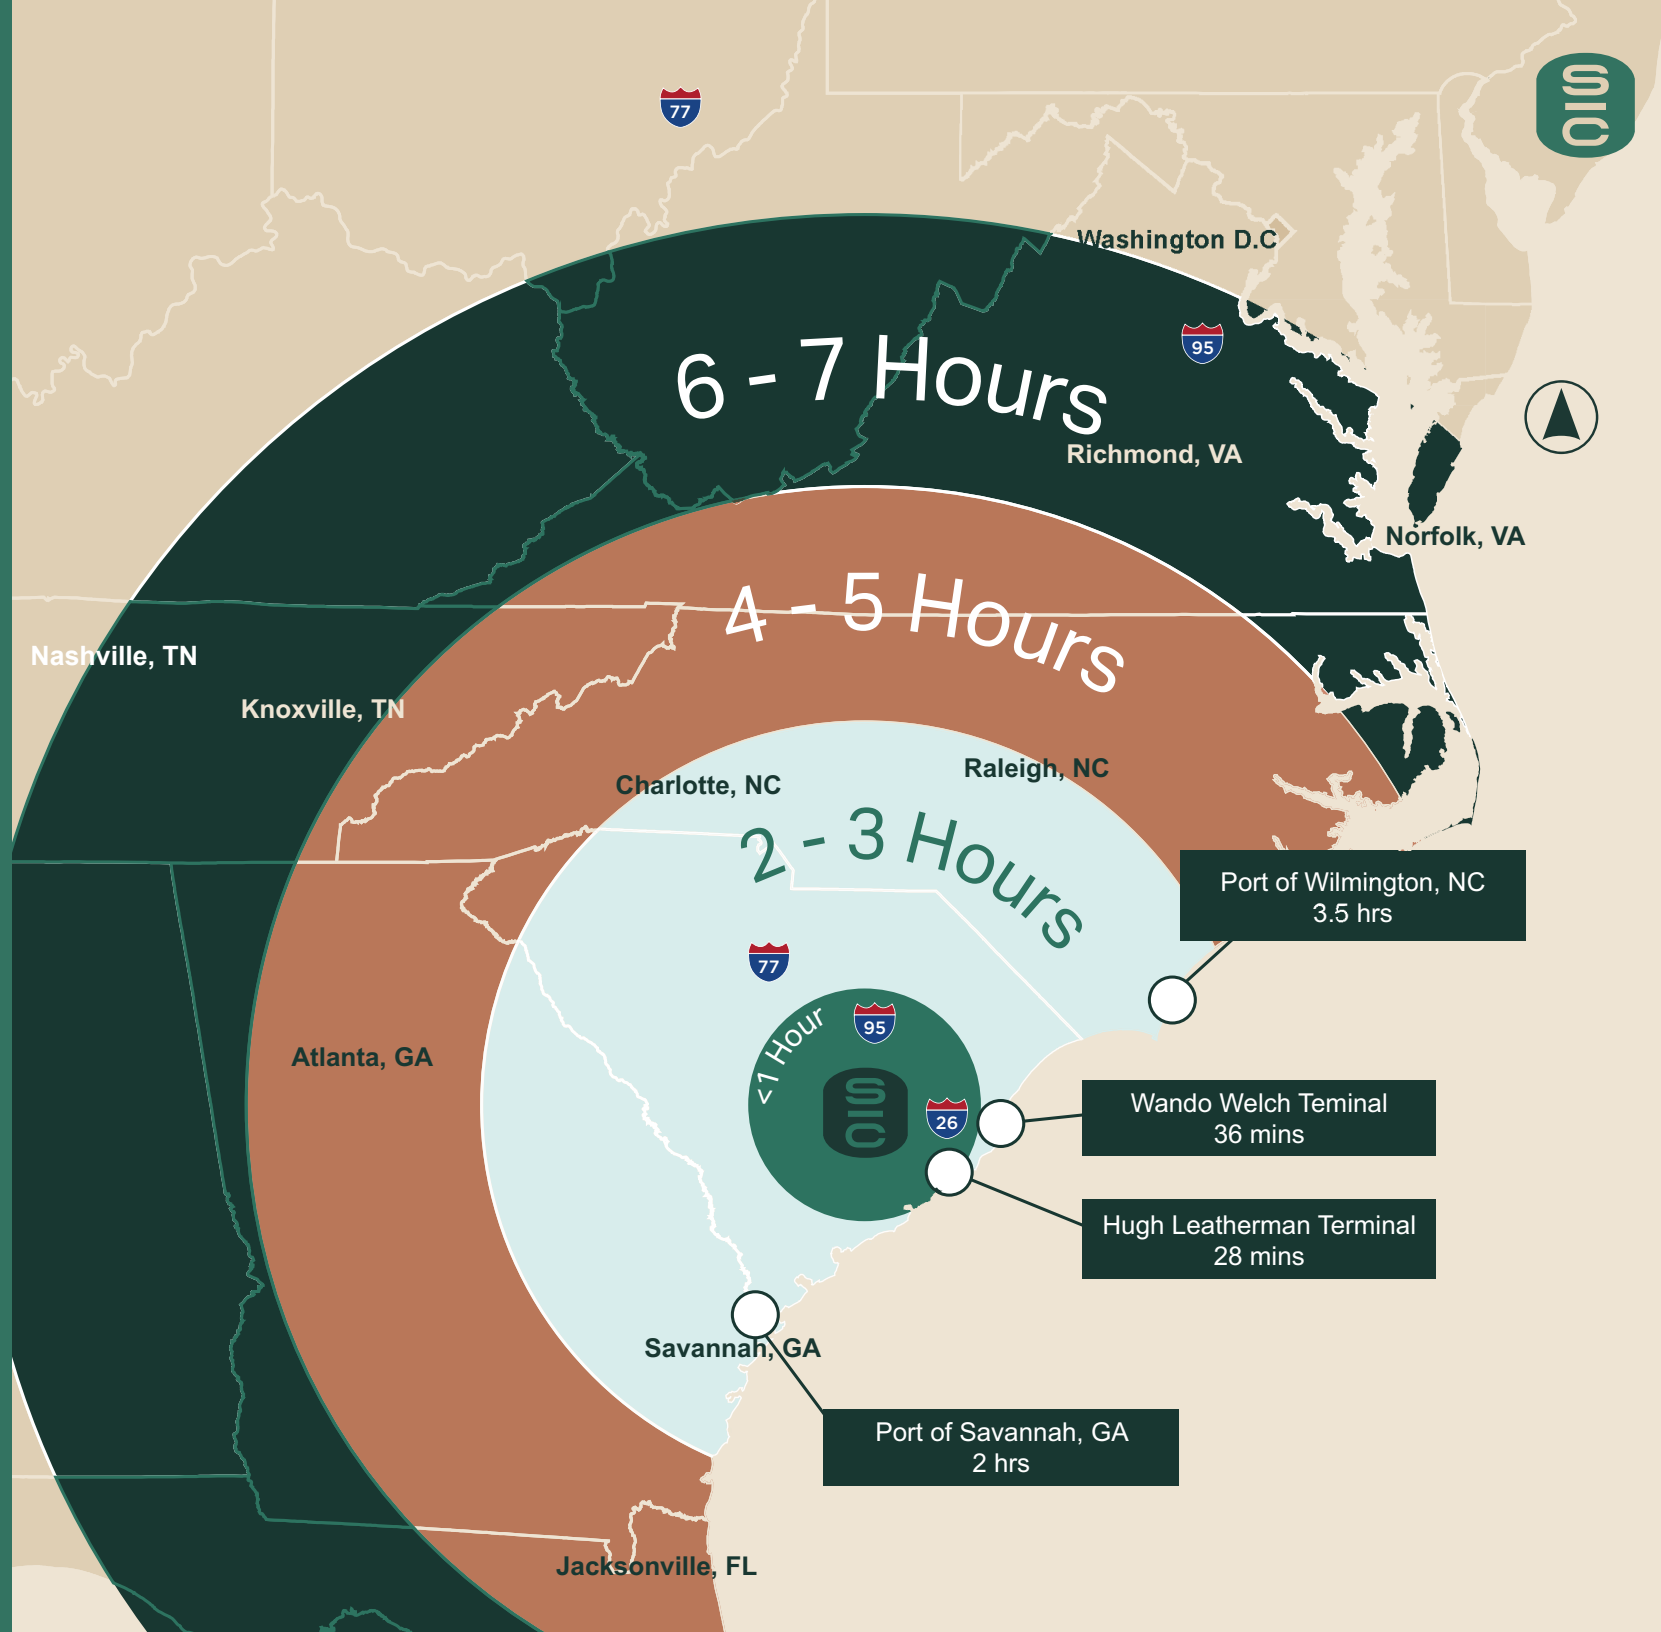 SIC
77
Washington D.C
95
6 - 7 Hours
Richmond, VA
Norfolk, VA
4 - 5 Hours
Nashville, TN
Knoxville, TN
Charlotte, NC
Raleigh, NC
2 - 3 Hours
Port of Wilmington, NC
3.5 hrs
77
<1 Hour
95
SIC
26
Atlanta, GA
Wando Welch Teminal
36 mins
Hugh Leatherman Terminal
28 mins
Savannah, GA
Port of Savannah, GA
2 hrs
Jacksonville, FL